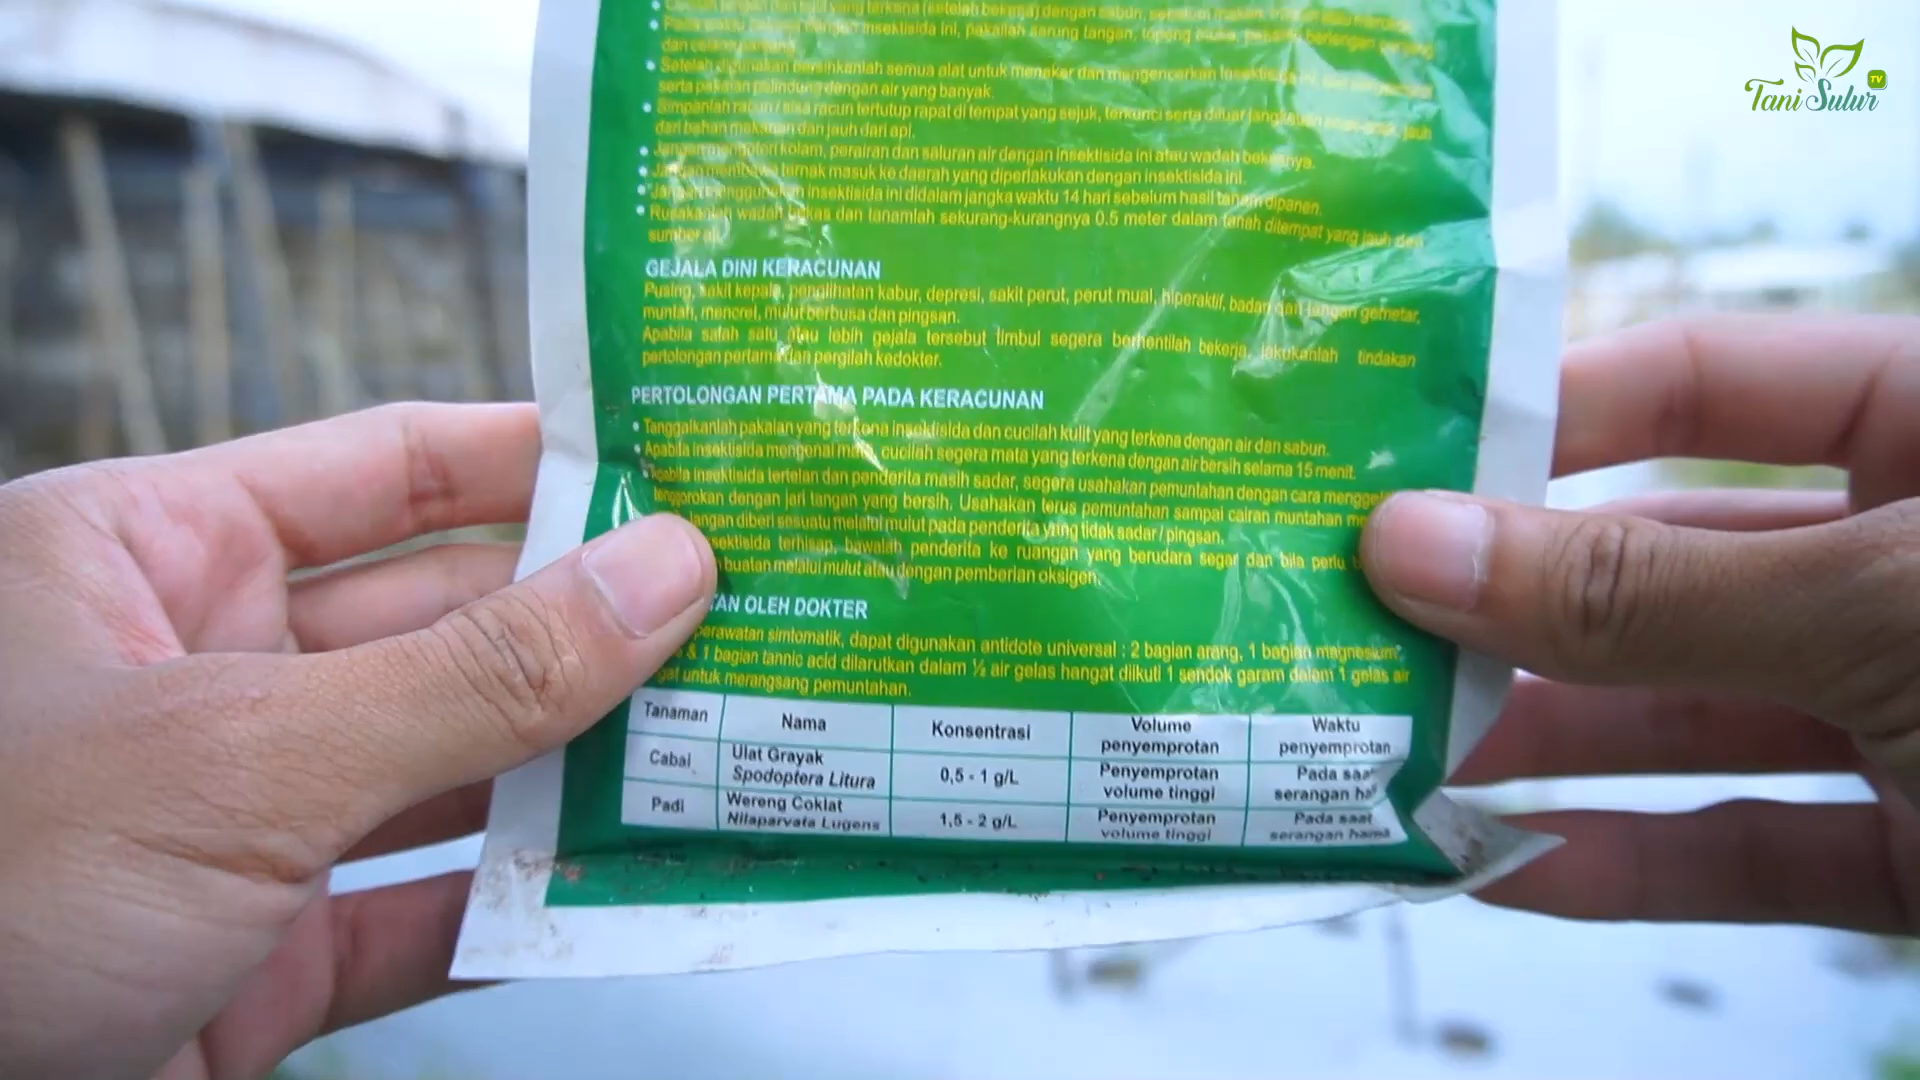 Tani Sulur TV
dengan sabun,
insektisida ini, pakailah sarung tangan, topeng
Setelah digunakan bersihkanlah semua alat untuk menakar dan mengencerkan
serta pakaian pelindung dengan air yang banyak.
Simpanlah racun / sisa racun tertutup rapat di tempat yang sejuk, terkunci serta diluar jauh
dari bahan makanan dan jauh dari api.
Jangan mengotori kolam, perairan dan saluran air dengan insektisida ini atau wadah bekasnya.
ternak masuk ke daerah yang diperlakukan dengan insektisida ini.
insektisida ini didalam jangka waktu 14 hari sebelum hasil tanam dipanen.
Rusakanlah wadah bekas dan tanamlah sekurang-kurangnya 0.5 meter dalam tanah ditempat yang jauh dari
sumber
GEJALA DINI KERACUNAN
Pusing, sakit kepala, penglihatan kabur, depresi, sakit perut, perut mual, hiperaktif, badan dan tangan gemetar,
muntah, mencret, mulut berbusa dan pingsan.
Apabila salah satu atau lebih gejala tersebut timbul segera berhentilah bekerja, lakukanlah tindakan
pertolongan pertama dan pergilah kedokter.
PERTOLONGAN PERTAMA PADA KERACUNAN
Tanggalkanlah pakaian yang terkena insektisida dan cucilah kulit yang terkena dengan air dan sabun.
Apabila insektisida mengenai mata, cucilah segera mata yang terkena dengan air bersih selama 15 menit.
Apabila insektisida tertelan dan penderita masih sadar, segera usahakan pemuntahan dengan cara
tenggorokan dengan jari tangan yang bersih. Usahakan terus pemuntahan sampai cairan muntahan
Jangan diberi sesuatu melalui mulut pada penderita yang tidak sadar / pingsan.
terhisap, bawalah penderita ke ruangan yang berudara segar dan bila perlu
buatan melalui mulut atau dengan pemberian oksigen.
OLEH DOKTER
perawatan simtomatik, dapat digunakan antidote universal : 2 bagian arang, 1 bagian magnesium
& 1 bagian tannic acid dilarutkan dalam ½ air gelas hangat diikuti 1 sendok garam dalam 1 gelas air
untuk merangsang pemuntahan.
Tanaman Nama Konsentrasi Volume penyemprotan Waktu penyemprotan
Cabai Ulat Grayak Spodoptera Litura 0,5 - 1 g/L Penyemprotan volume tinggi Pada saat serangan
Padi Wereng Coklat Nilaparvata Lugens 1,5 - 2 g/L Penyemprotan volume tinggi Pada saat serangan hama